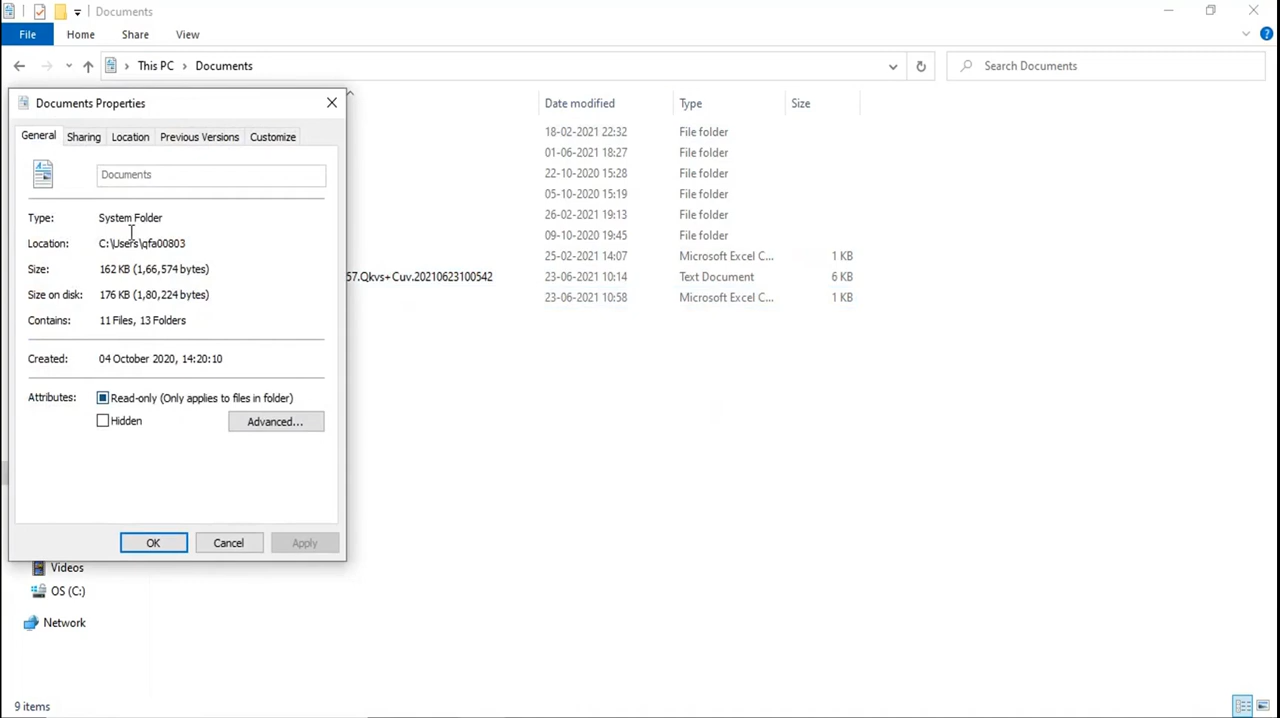 Documents
File Home Share View
This PC > Documents
Search Documents
Documents Properties
General Sharing Location Previous Versions Customize
Documents
Type: System Folder
Location: C:\Users\qfa00803
Size: 162 KB (1,66,574 bytes)
Size on disk: 176 KB (1,80,224 bytes)
Contains: 11 Files, 13 Folders
Created: 04 October 2020, 14:20:10
Attributes: Read-only (Only applies to files in folder)
Hidden Advanced...
OK Cancel Apply
Date modified Type Size
18-02-2021 22:32 File folder
01-06-2021 18:27 File folder
22-10-2020 15:28 File folder
05-10-2020 15:19 File folder
26-02-2021 19:13 File folder
09-10-2020 19:45 File folder
25-02-2021 14:07 Microsoft Excel C... 1 KB
57.Qkvs+Cuv.20210623100542 23-06-2021 10:14 Text Document 6 KB
23-06-2021 10:58 Microsoft Excel C... 1 KB
Videos
OS (C:)
Network
9 items